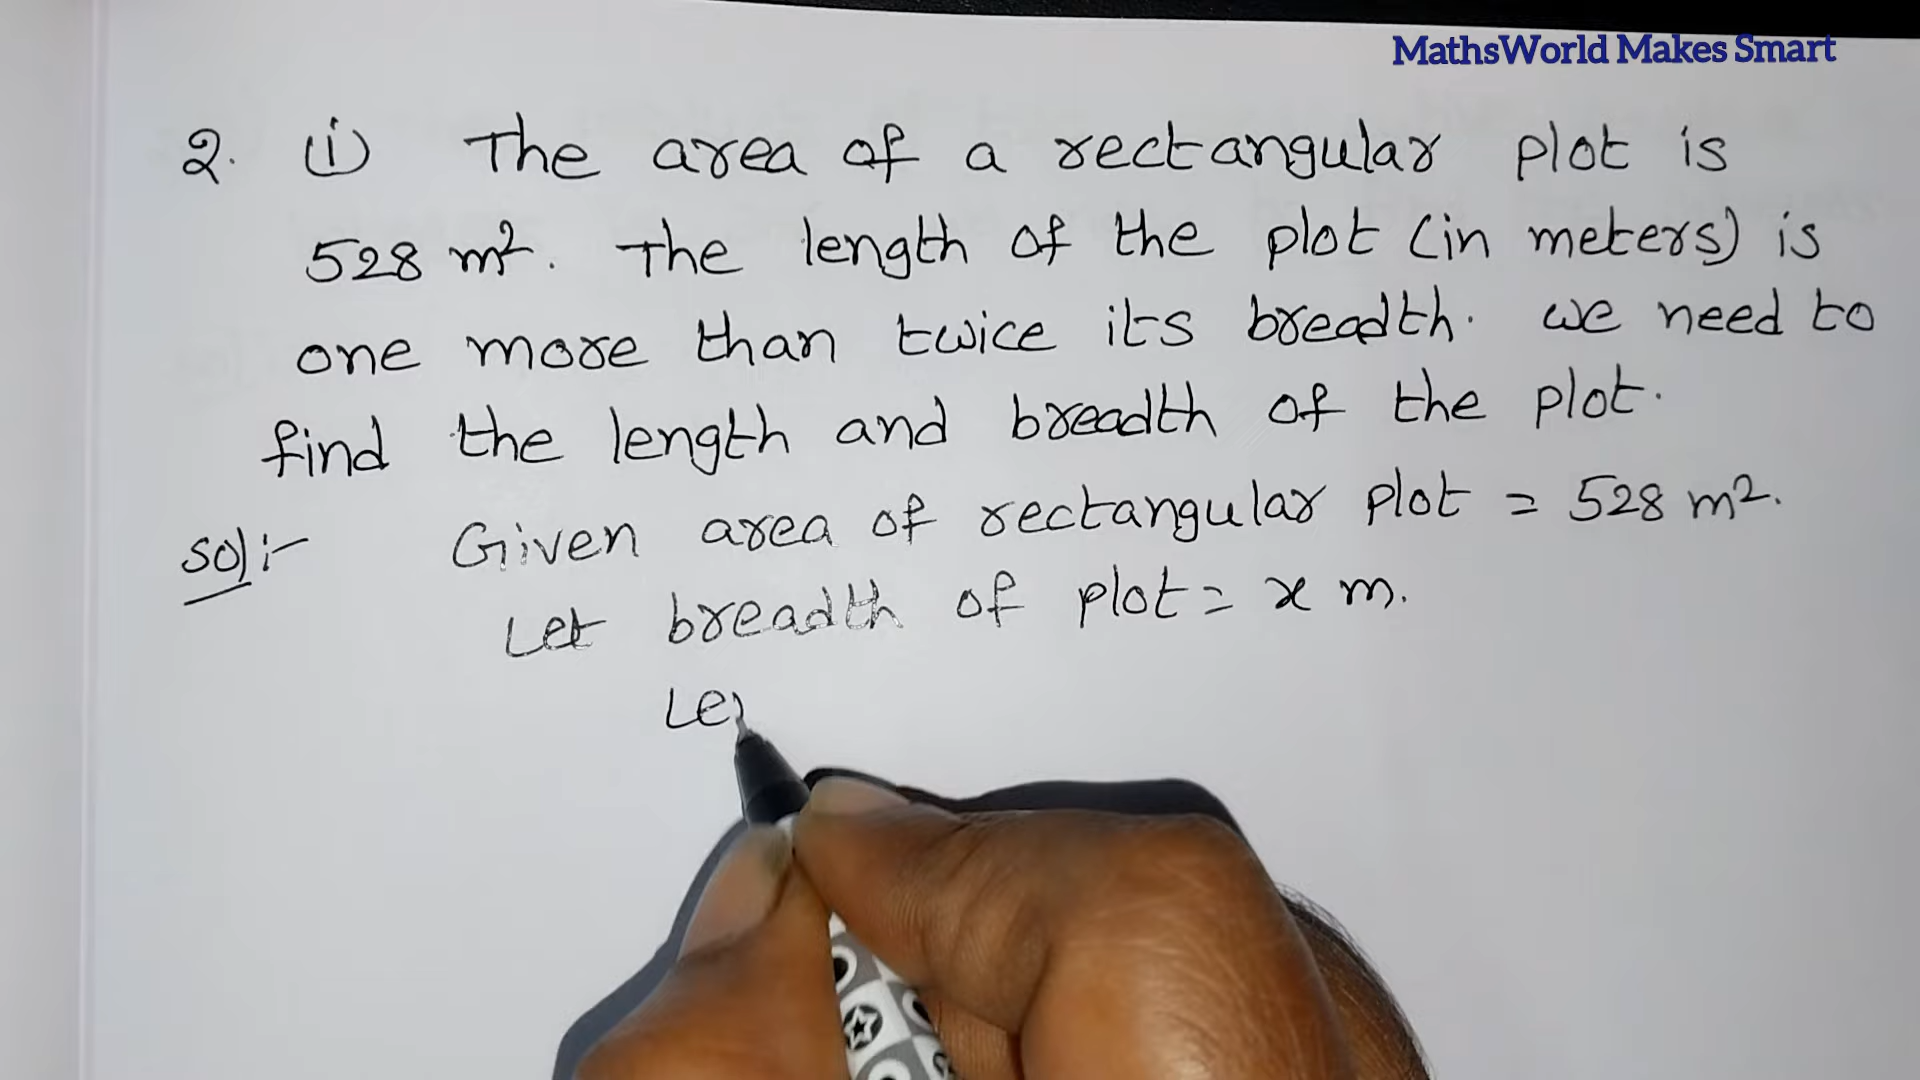 MathsWorld Makes Smart
2. (i) The area of a rectangular plot is
528 m². The length of the plot (in meters) is
one more than twice its breadth. we need to
find the length and breadth of the plot.
Sol:- Given area of rectangular plot = 528 m².
Let breadth of plot = x m.
Le